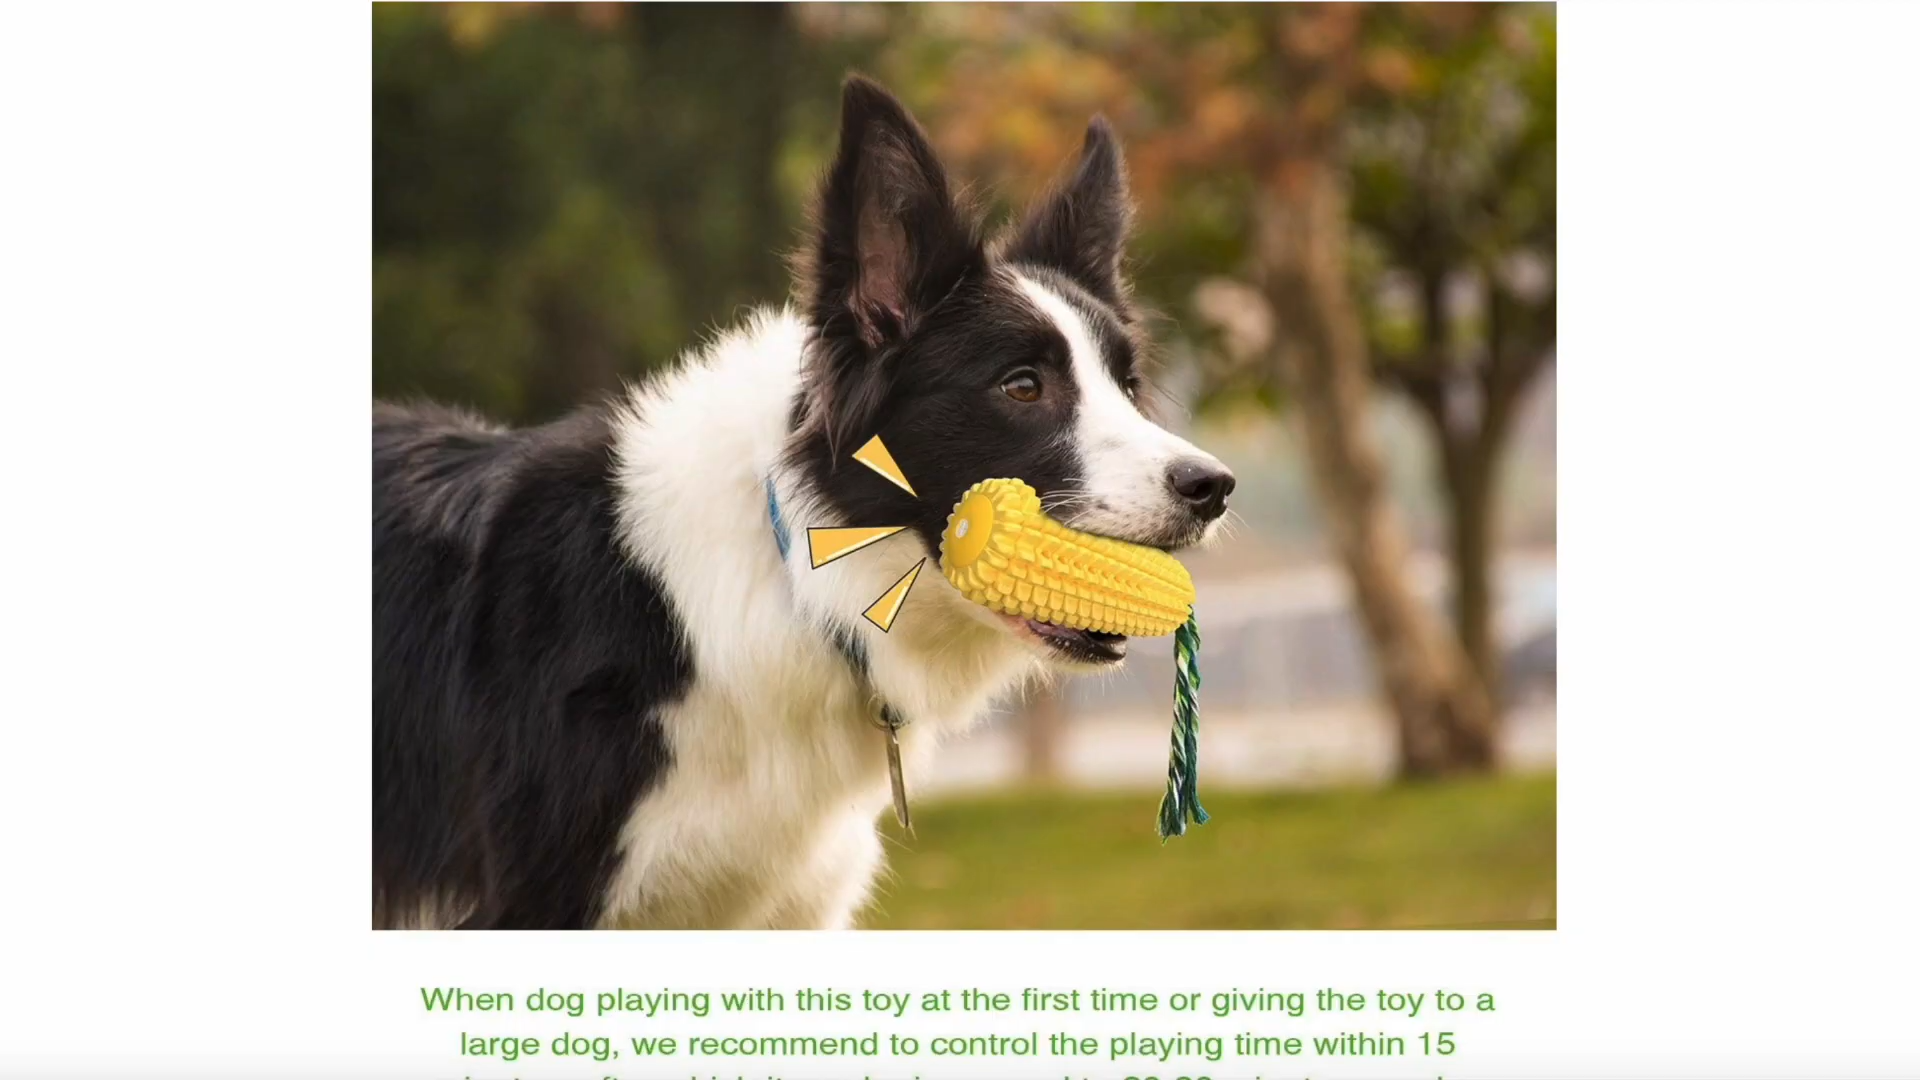 When dog playing with this toy at the first time or giving the toy to a
large dog, we recommend to control the playing time within 15